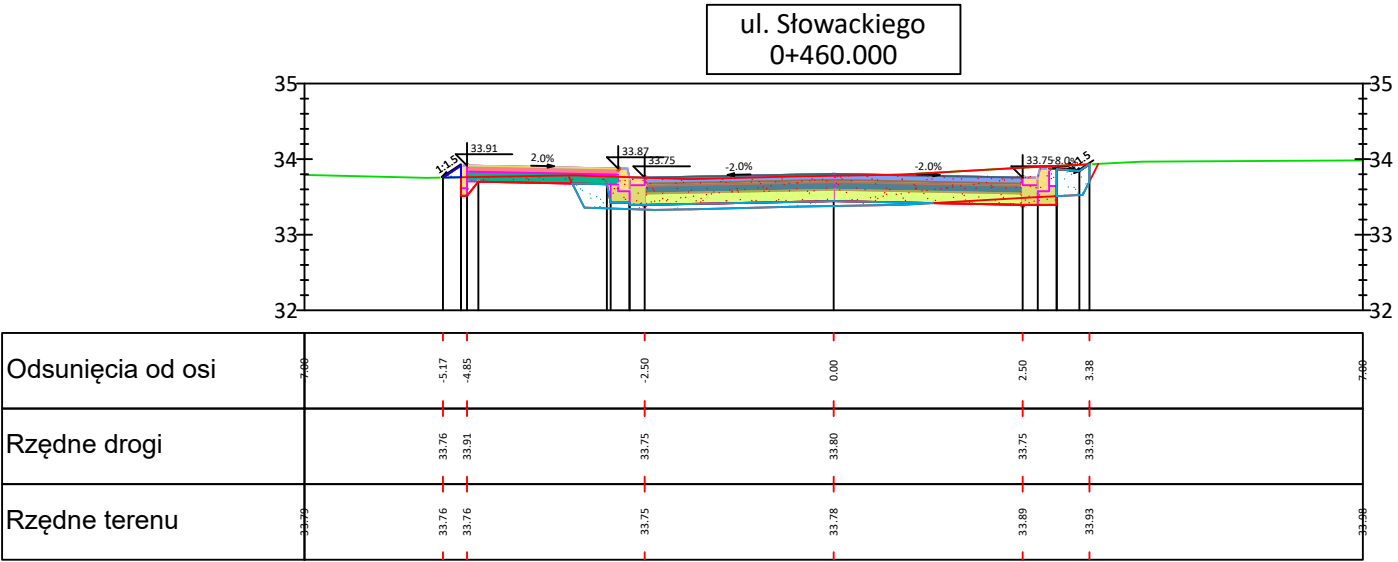 ul. Słowackiego
0+460.000
35 35
34 34
33 33
32 32
1:1.5 33.91 2.0% 33.87 33.75 -2.0% -2.0% 33.75 -8.0% 1:1.5
Odsunięcia od osi 7.00 -5.17 -4.85 -2.50 0.00 2.50 3.38 7.00
Rzędne drogi 33.76 33.91 33.75 33.80 33.75 33.93
Rzędne terenu 33.79 33.76 33.76 33.75 33.78 33.89 33.93 33.98